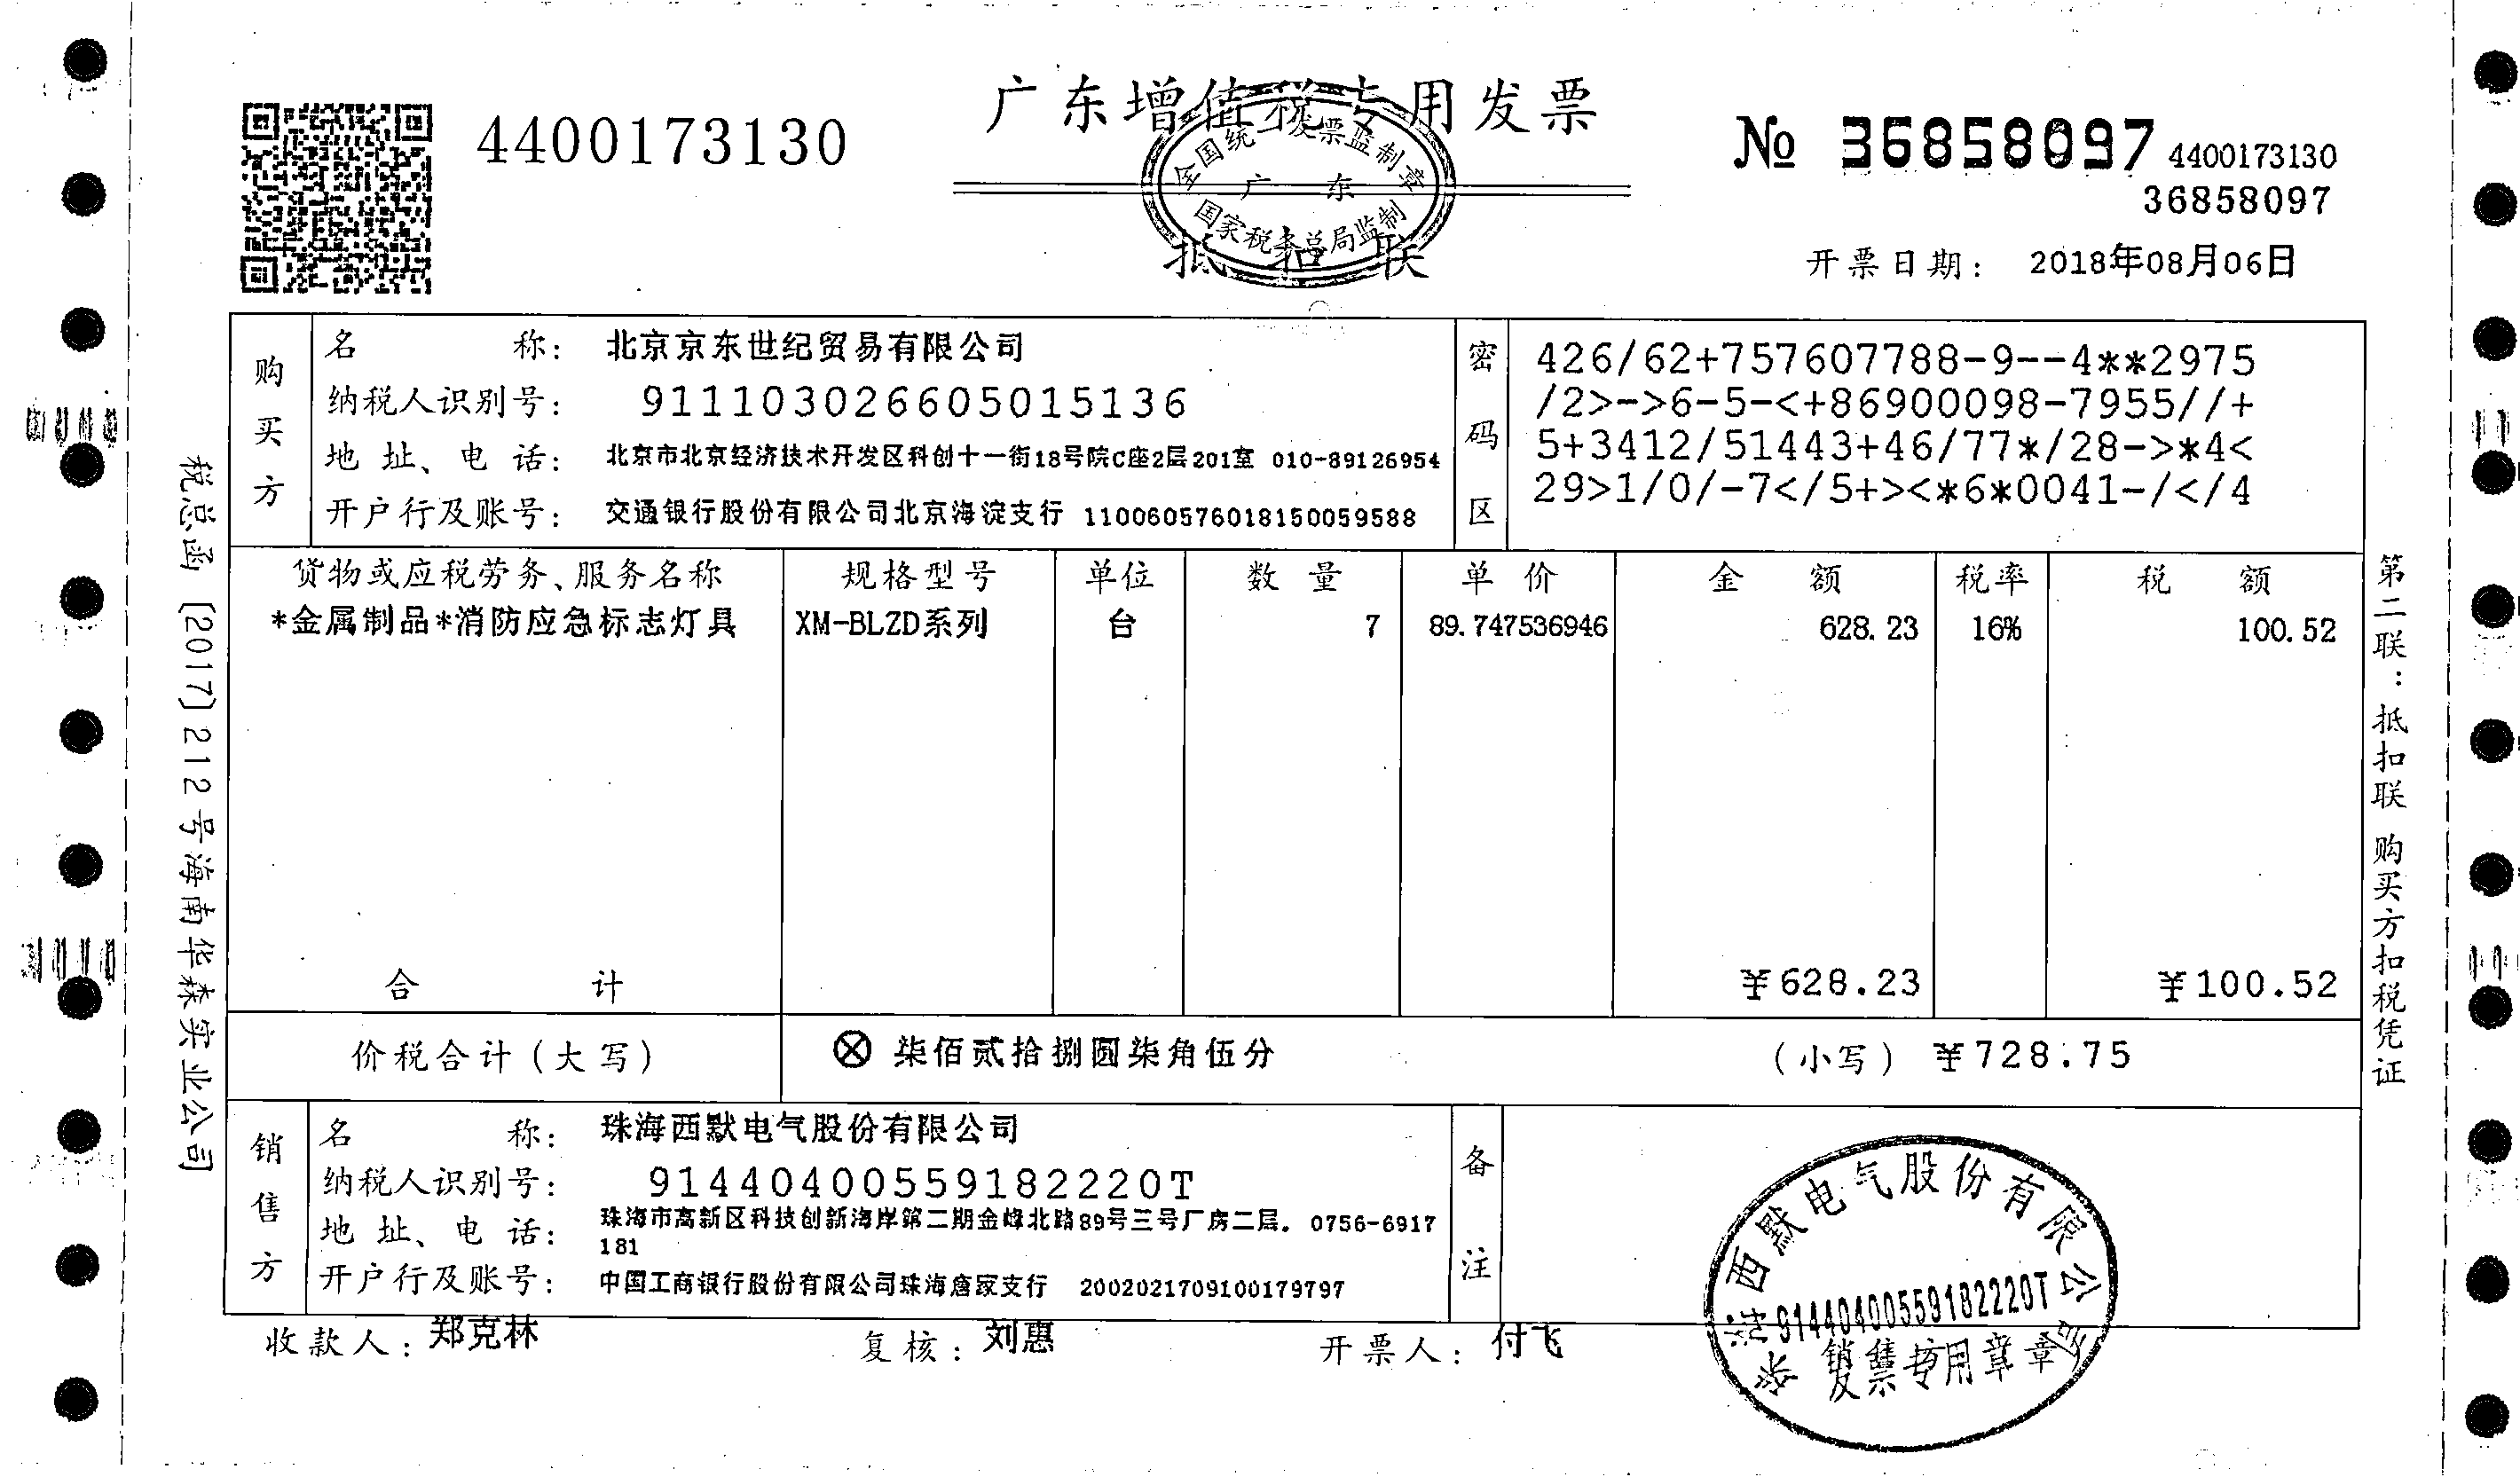 广东增值税专用发票
4400173130
全国统一发票监制章
广东
国家税务总局监制
抵扣联
№ 36858097 4400173130
36858097
开票日期: 2018年08月06日
购买方
名称: 北京京东世纪贸易有限公司
纳税人识别号: 911103026605015136
地址、电话: 北京市北京经济技术开发区科创十一街18号院C座2层201室 010-89126954
开户行及账号: 交通银行股份有限公司北京海淀支行 110060576018150059588
密码区
426/62+757607788-9--4**2975
/2>->6-5-<+86900098-7955//+
5+3412/51443+46/77*/28->*4<
29>1/0/-7</5+><*6*0041-/</4
货物或应税劳务、服务名称 规格型号 单位 数量 单价 金额 税率 税额
*金属制品*消防应急标志灯具 XM-BLZD系列 台 7 89.747536946 628.23 16% 100.52
合计 ¥628.23 ¥100.52
价税合计(大写) ⊗ 柒佰贰拾捌圆柒角伍分 (小写) ¥728.75
销售方
名称: 珠海西默电气股份有限公司
纳税人识别号: 91440400559182220T
地址、电话: 珠海市高新区科技创新海岸第二期金峰北路89号三号厂房二层. 0756-6917
181
开户行及账号: 中国工商银行股份有限公司珠海唐家支行 2002021709100179797
备注
珠海西默电气股份有限公司
91440400559182220T
发票专用章
收款人: 郑克林 复核: 刘惠 开票人: 付飞
税总函〔2017〕212号海南华森实业公司
第二联:抵扣联 购买方扣税凭证